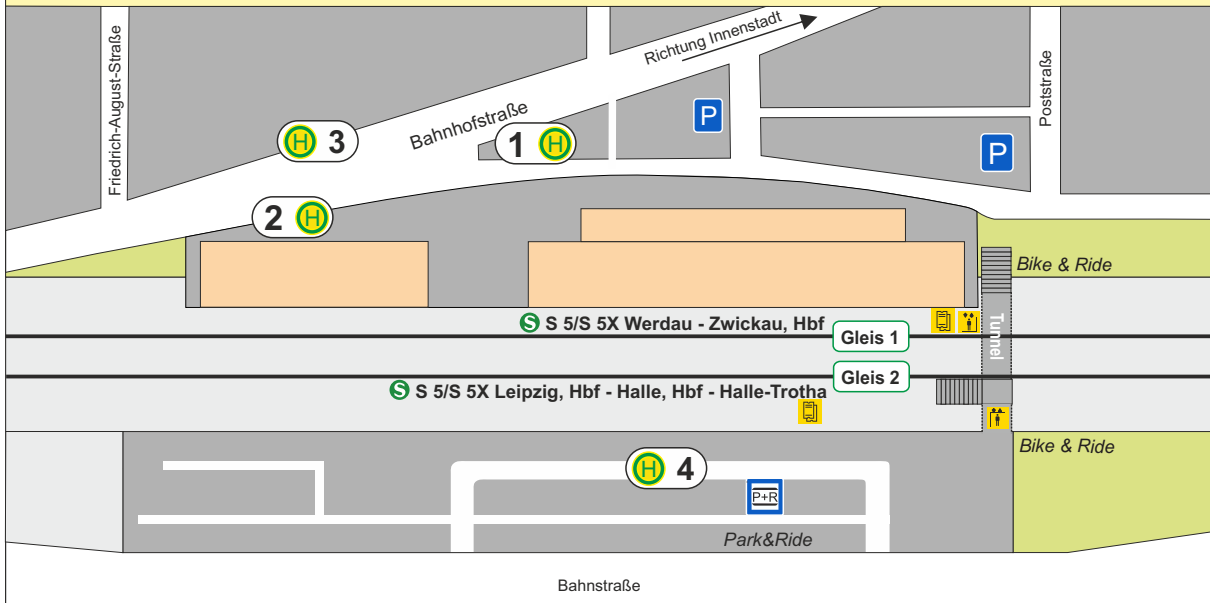 Friedrich-August-Straße
Richtung Innenstadt
Poststraße
Bahnhofstraße
P
P
H 3
1 H
2 H
Bike & Ride
S S 5/S 5X Werdau - Zwickau, Hbf
Gleis 1
Tunnel
Gleis 2
S S 5/S 5X Leipzig, Hbf - Halle, Hbf - Halle-Trotha
Bike & Ride
H 4
P+R
Park&Ride
Bahnstraße